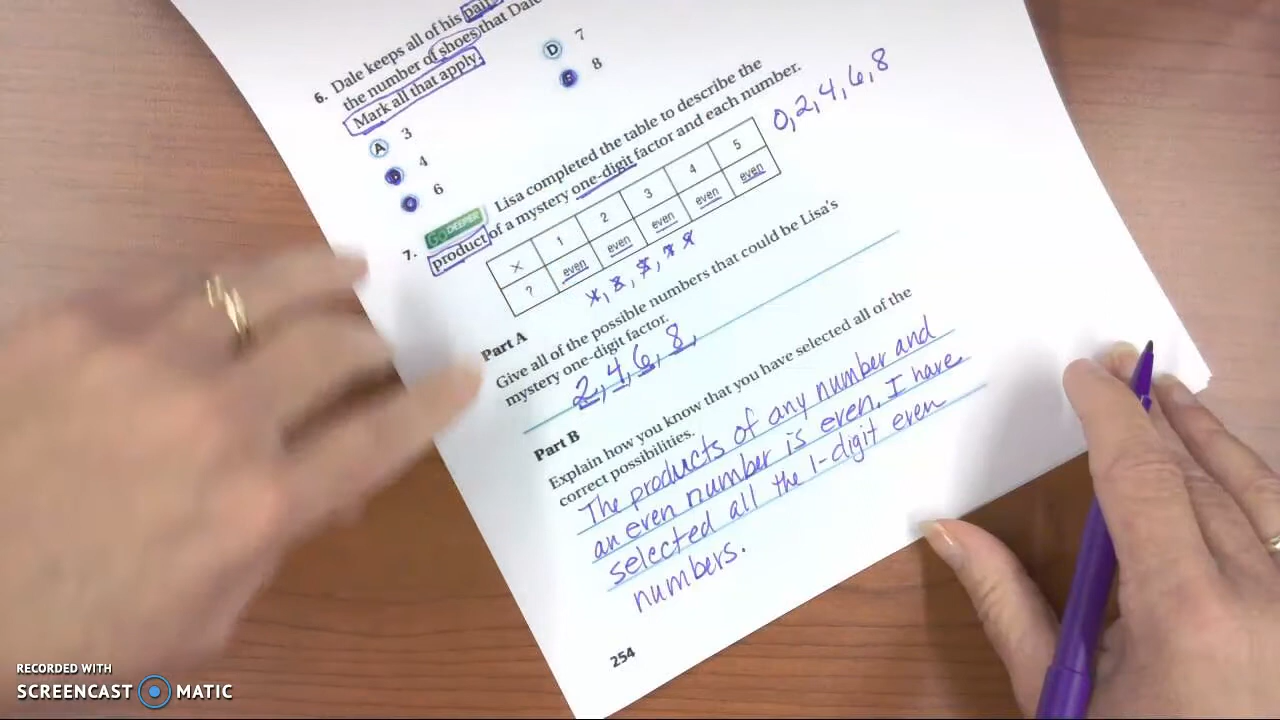 6. Dale keeps all of his pairs
the number of shoes that Dale
Mark all that apply.
A 3
4
6
D 7
8
Go DEEPER Lisa completed the table to describe the
7. product of a mystery one-digit factor and each number.
0, 2, 4, 6, 8
× 1 2 3 4 5
? even even even even even
Part A
Give all of the possible numbers that could be Lisa's
mystery one-digit factor.
2, 4, 6, 8,
Part B
Explain how you know that you have selected all of the
correct possibilities.
The products of any number and
an even number is even. I have
selected all the 1-digit even
numbers.
254
RECORDED WITH
SCREENCAST MATIC